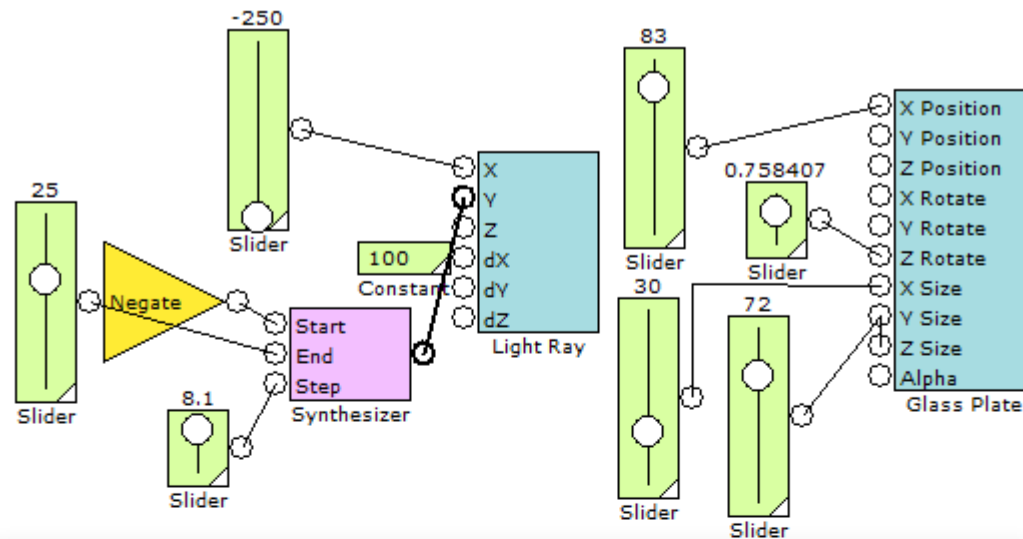 -250
Slider
25
Slider
Negate
8.1
Slider
Start
End
Step
Synthesizer
100
Constant
X
Y
Z
dX
dY
dZ
Light Ray
83
Slider
0.758407
Slider
30
Slider
72
Slider
X Position
Y Position
Z Position
X Rotate
Y Rotate
Z Rotate
X Size
Y Size
Z Size
Alpha
Glass Plate